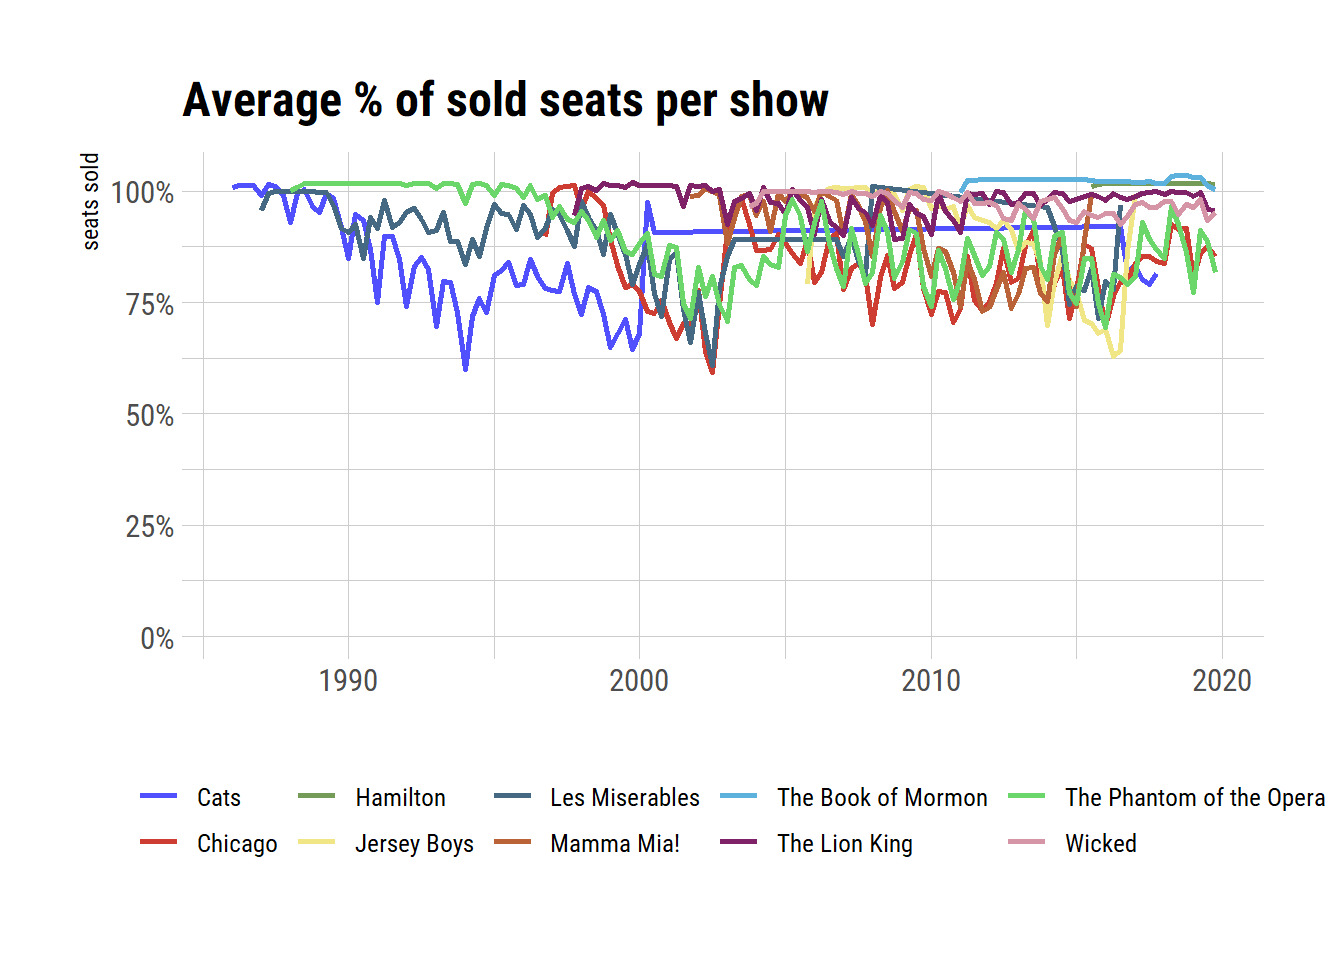 Average % of sold seats per show
seats sold
100%
75%
50%
25%
0%
1990 2000 2010 2020
Cats Hamilton Les Miserables The Book of Mormon The Phantom of the Opera
Chicago Jersey Boys Mamma Mia! The Lion King Wicked